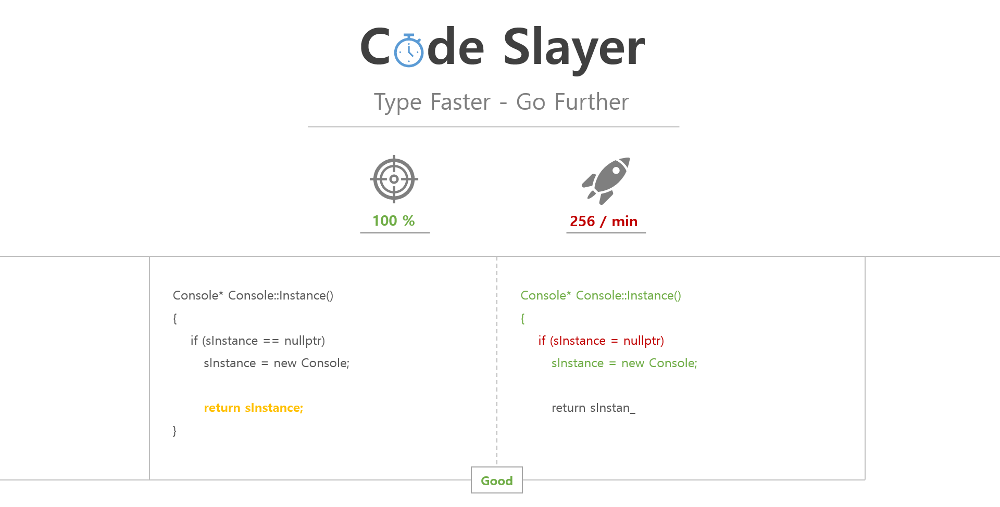 Code Slayer
Type Faster - Go Further
100 %
256 / min
Console* Console::Instance()
{
if (sInstance == nullptr)
sInstance = new Console;
return sInstance;
}
Console* Console::Instance()
{
if (sInstance = nullptr)
sInstance = new Console;
return sInstan_
Good